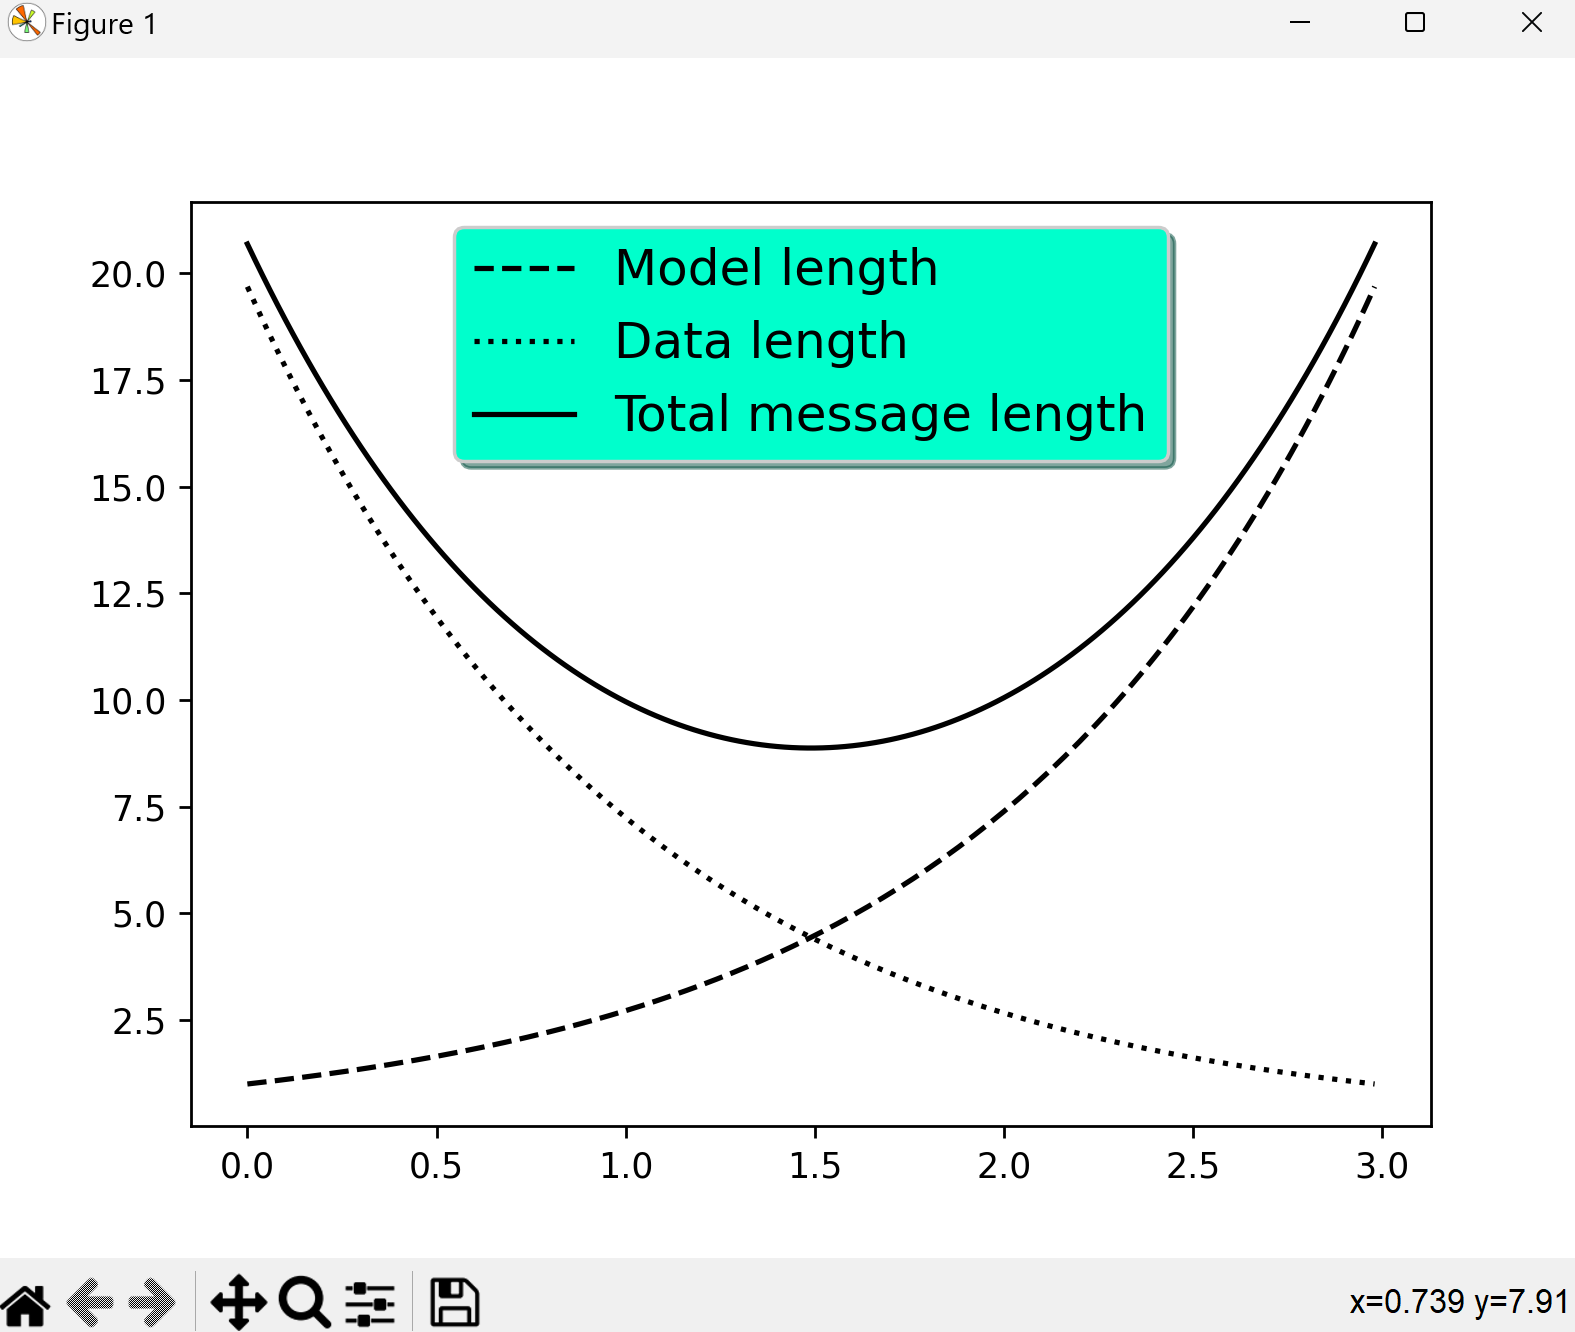 Figure 1
Model length
Data length
Total message length
20.0
17.5
15.0
12.5
10.0
7.5
5.0
2.5
0.0 0.5 1.0 1.5 2.0 2.5 3.0
x=0.739 y=7.91